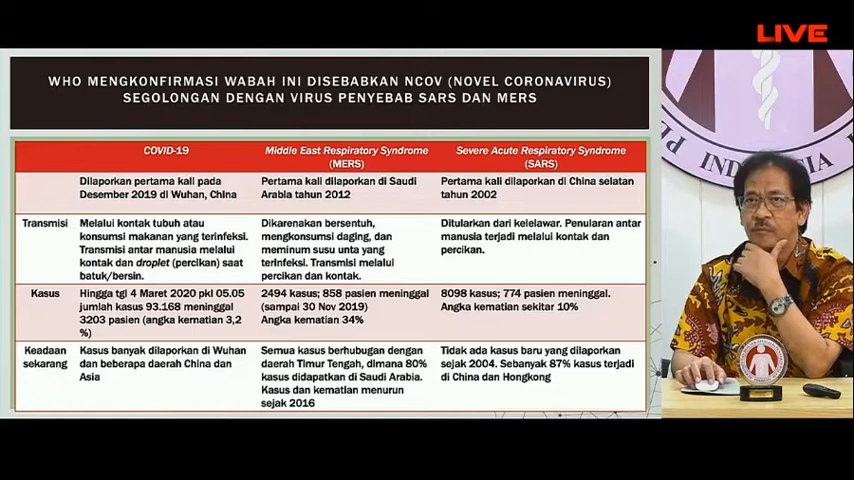 LIVE
WHO MENGKONFIRMASI WABAH INI DISEBABKAN NCOV (NOVEL CORONAVIRUS)
SEGOLONGAN DENGAN VIRUS PENYEBAB SARS DAN MERS
COVID-19
Middle East Respiratory Syndrome
(MERS)
Severe Acute Respiratory Syndrome
(SARS)
Dilaporkan pertama kali pada
Desember 2019 di Wuhan, China
Pertama kali dilaporkan di Saudi
Arabia tahun 2012
Pertama kali dilaporkan di China selatan
tahun 2002
Transmisi
Melalui kontak tubuh atau
konsumsi makanan yang terinfeksi.
Transmisi antar manusia melalui
kontak dan droplet (percikan) saat
batuk/bersin.
Dikarenakan bersentuh,
mengkonsumsi daging, dan
meminum susu unta yang
terinfeksi. Transmisi melalui
percikan dan kontak.
Ditularkan dari kelelawar. Penularan antar
manusia terjadi melalui kontak dan
percikan.
Kasus
Hingga tgl 4 Maret 2020 pkl 05.05
jumlah kasus 93.168 meninggal
3203 pasien (angka kematian 3,2
%)
2494 kasus; 858 pasien meninggal
(sampai 30 Nov 2019)
Angka kematian 34%
8098 kasus; 774 pasien meninggal.
Angka kematian sekitar 10%
Keadaan
sekarang
Kasus banyak dilaporkan di Wuhan
dan beberapa daerah China dan
Asia
Semua kasus berhubugan dengan
daerah Timur Tengah, dimana 80%
kasus didapatkan di Saudi Arabia.
Kasus dan kematian menurun
sejak 2016
Tidak ada kasus baru yang dilaporkan
sejak 2004. Sebanyak 87% kasus terjadi
di China dan Hongkong
INDONESIA